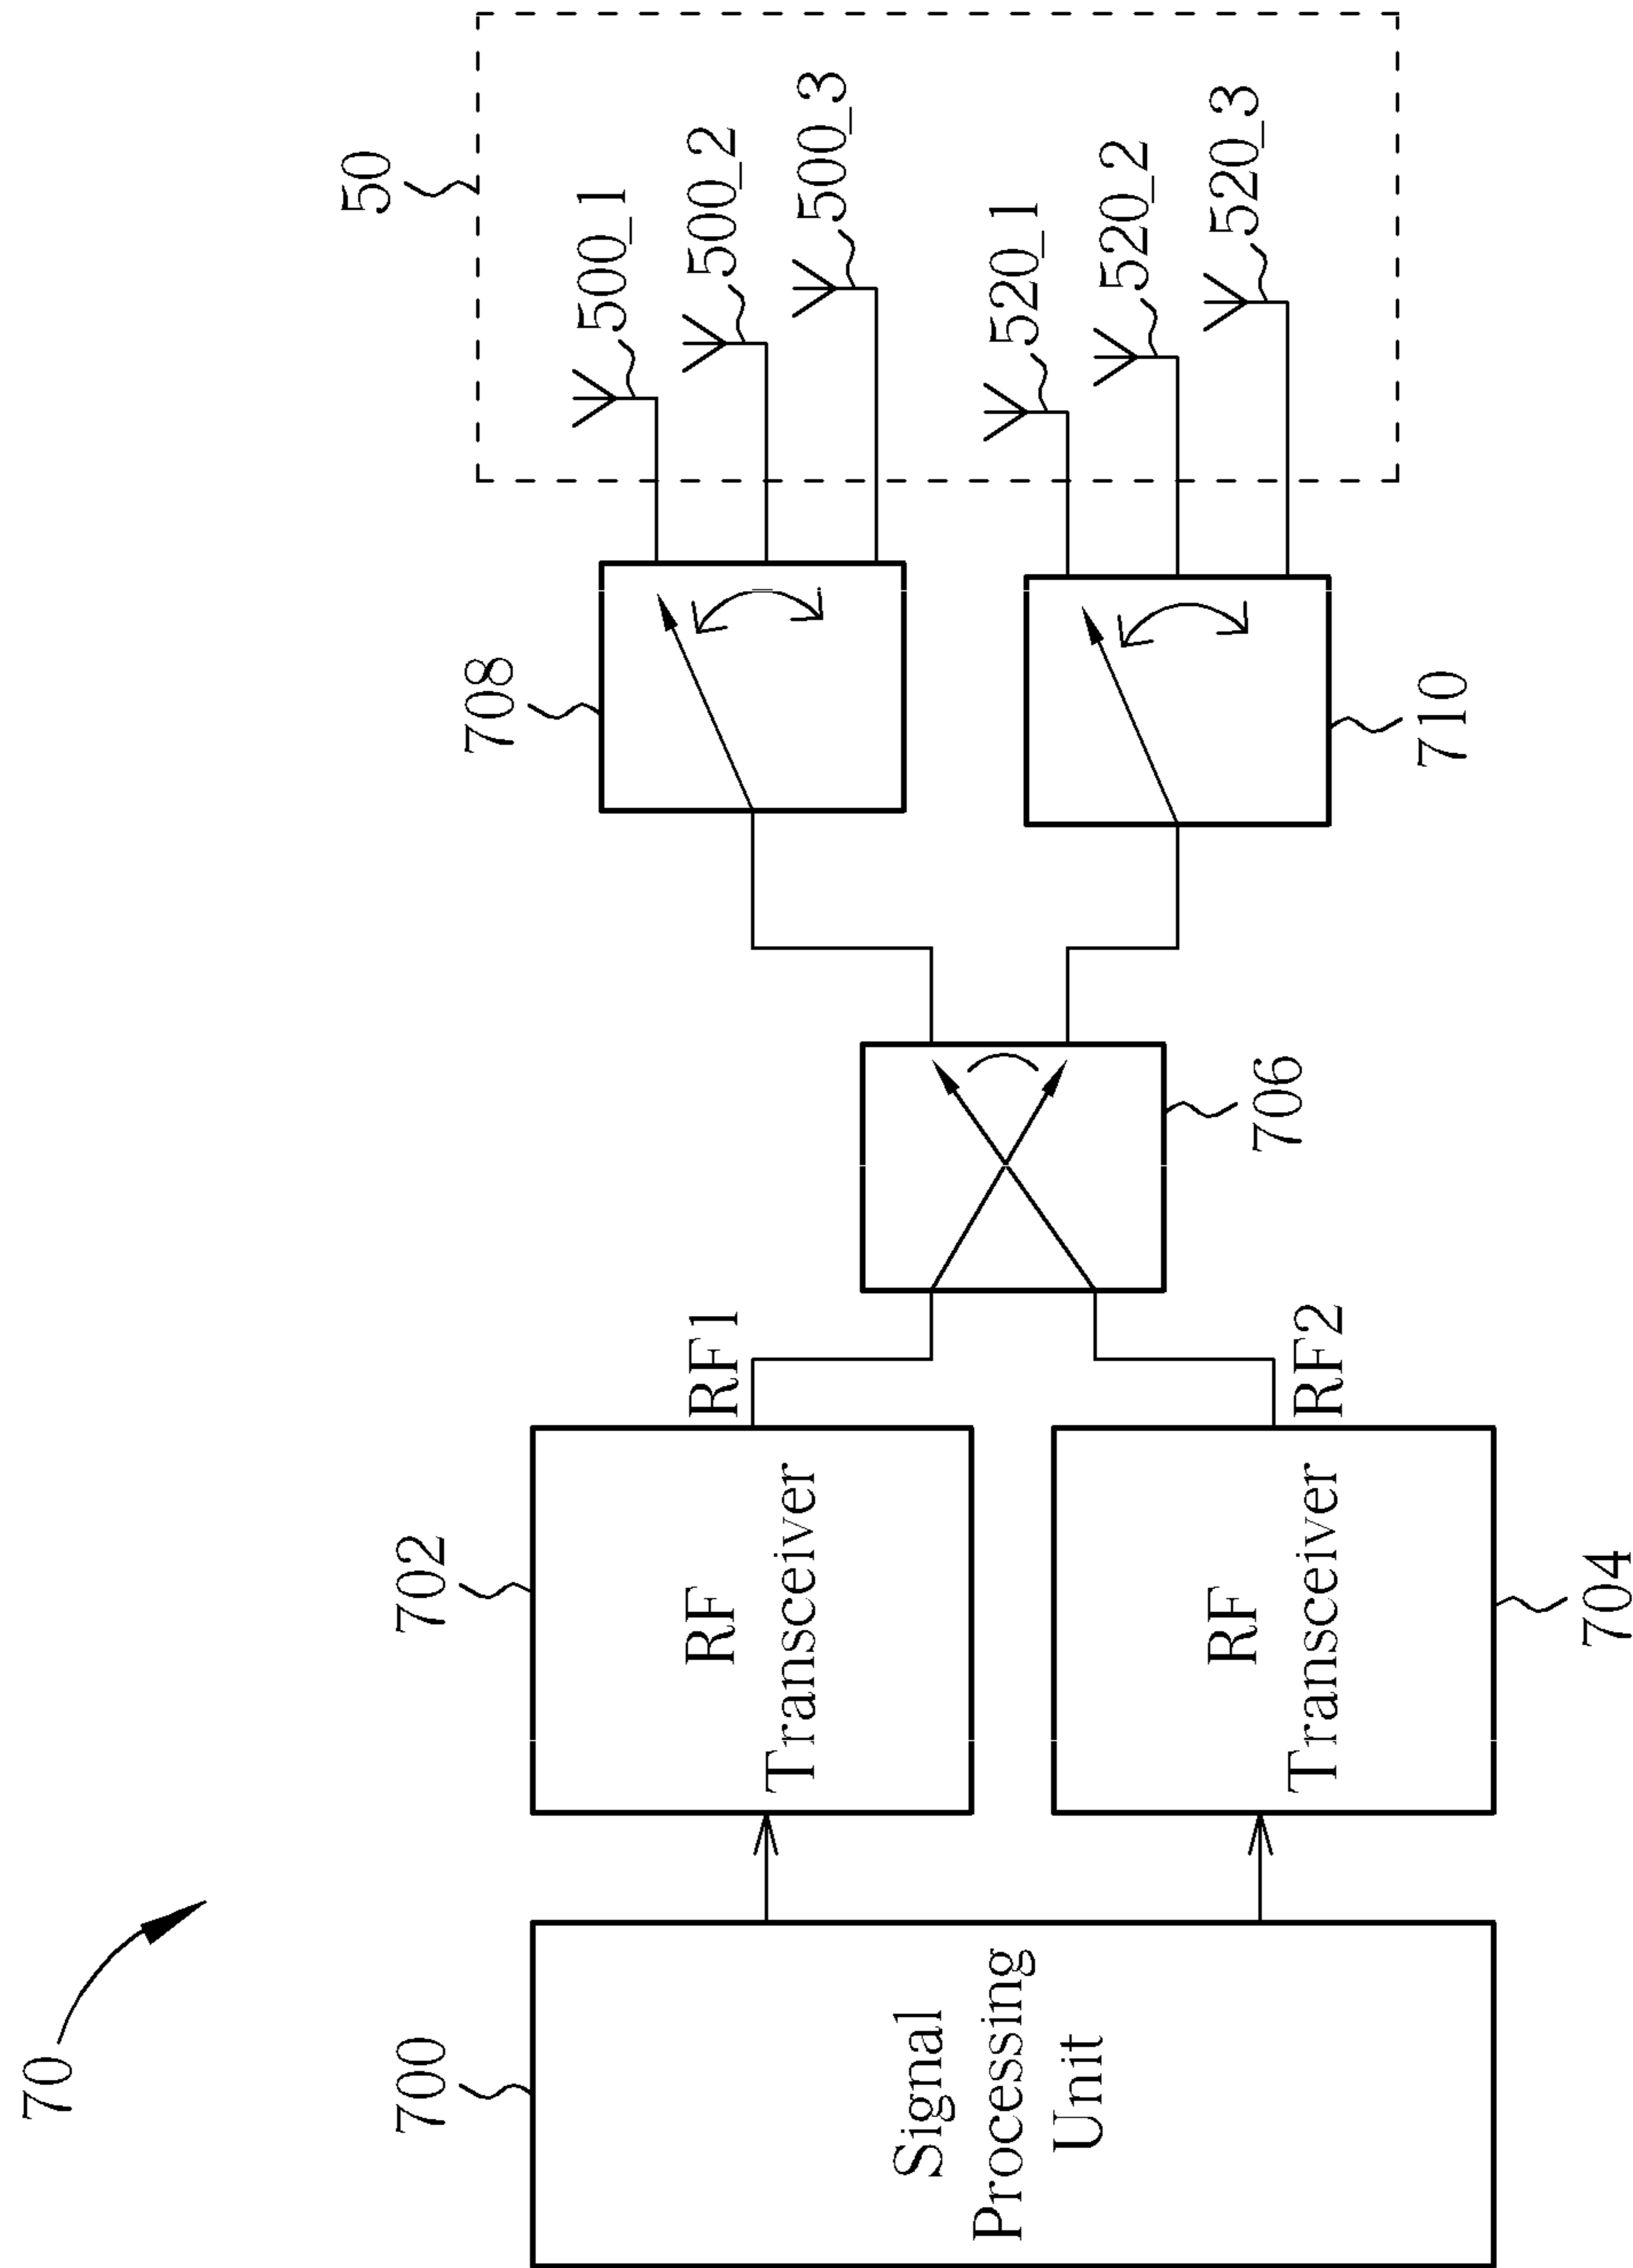 70
700
Signal
Processing
Unit
702
RF
Transceiver
RF1
704
RF
Transceiver
RF2
706
708
710
50
500_1
500_2
500_3
520_1
520_2
520_3